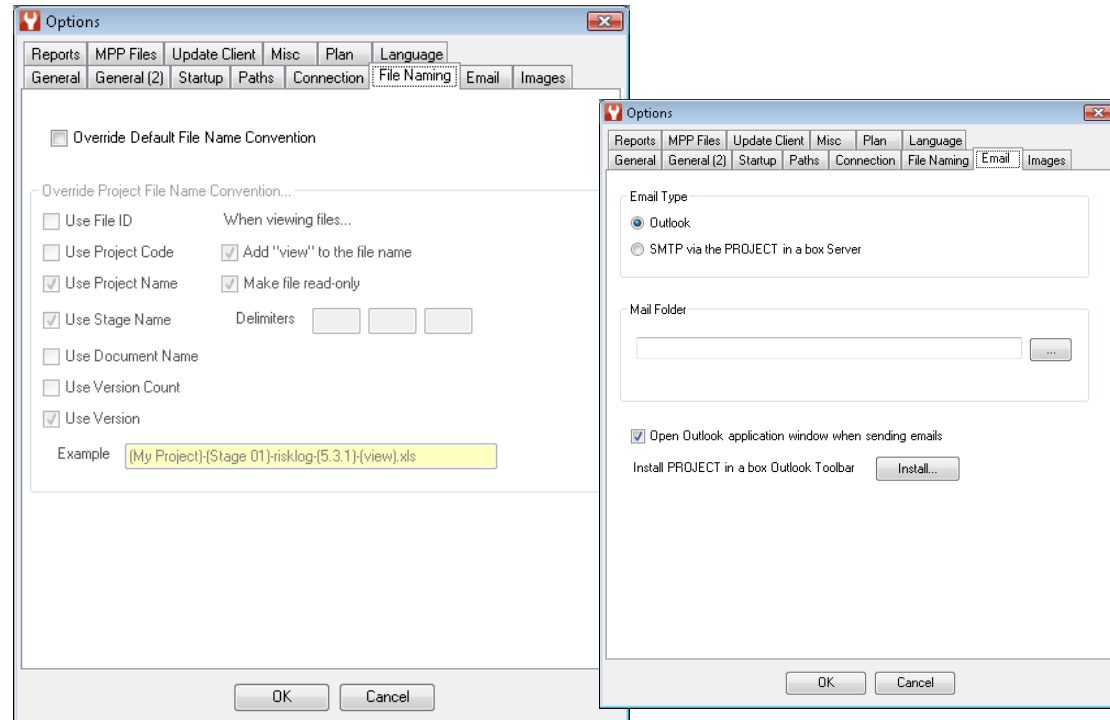 Options
Reports MPP Files Update Client Misc Plan Language
General General (2) Startup Paths Connection File Naming Email Images
Override Default File Name Convention
Override Project File Name Convention...
Use File ID When viewing files...
Use Project Code Add "view" to the file name
Use Project Name Make file read-only
Use Stage Name Delimiters
Use Document Name
Use Version Count
Use Version
Example (My Project)-(Stage 01)-risklog-(5.3.1)-(view).xls
OK Cancel
Options
Reports MPP Files Update Client Misc Plan Language
General General (2) Startup Paths Connection File Naming Email Images
Email Type
Outlook
SMTP via the PROJECT in a box Server
Mail Folder
...
Open Outlook application window when sending emails
Install PROJECT in a box Outlook Toolbar Install...
OK Cancel